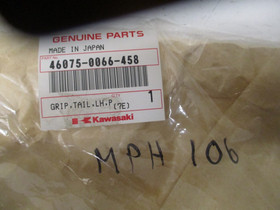 GENUINE PARTS
MADE IN JAPAN
46075-0066-458
GRIP,TAIL,LH,P(7E) 1
Kawasaki
MPH 106